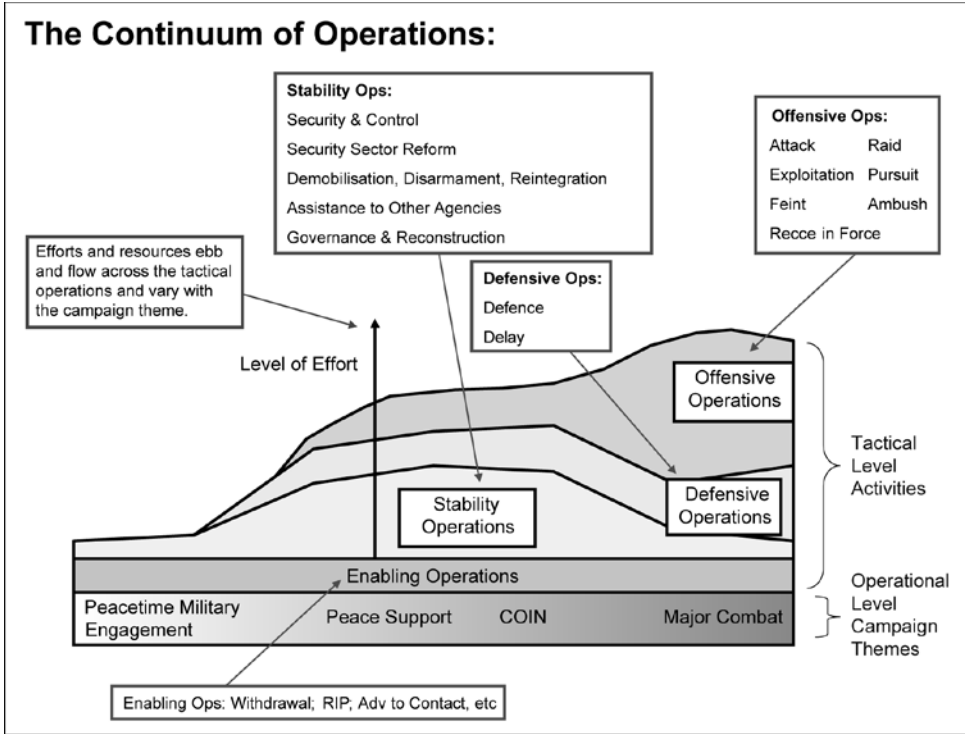 The Continuum of Operations:
Stability Ops:
Security & Control
Security Sector Reform
Demobilisation, Disarmament, Reintegration
Assistance to Other Agencies
Governance & Reconstruction
Offensive Ops:
Attack Raid
Exploitation Pursuit
Feint Ambush
Recce in Force
Efforts and resources ebb
and flow across the tactical
operations and vary with
the campaign theme.
Defensive Ops:
Defence
Delay
Level of Effort
Offensive
Operations
Tactical
Level
Activities
Stability
Operations
Defensive
Operations
Enabling Operations
Peacetime Military
Engagement
Peace Support
COIN
Major Combat
Operational
Level
Campaign
Themes
Enabling Ops: Withdrawal; RIP; Adv to Contact, etc